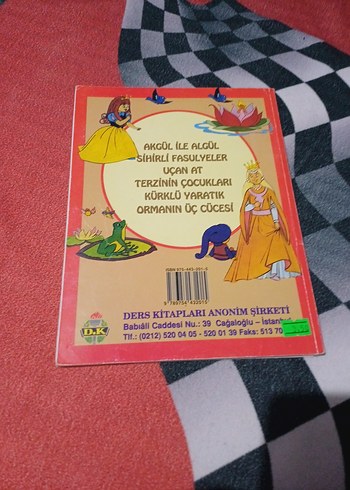 AKGÜL İLE ALGÜL
SİHİRLİ FASULYELER
UÇAN AT
TERZİNİN ÇOCUKLARI
KÜRKLÜ YARATIK
ORMANIN ÜÇ CÜCESİ
D.K
DERS KİTAPLARI ANONİM ŞİRKETİ
Babıâli Caddesi Nu.: 39 Cağaloğlu – İstanbul
Tlf.: (0212) 520 04 05 - 520 01 39 Faks: 513 70